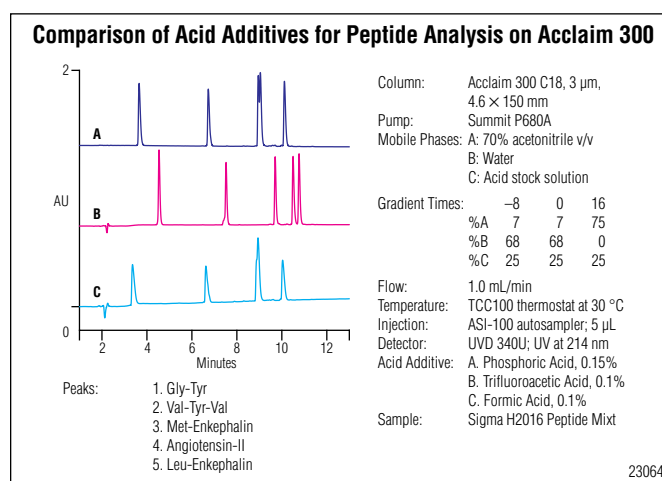 Comparison of Acid Additives for Peptide Analysis on Acclaim 300
2
A
AU
B
C
0
2 4 6 8 10 12
Minutes
Peaks: 1. Gly-Tyr
2. Val-Tyr-Val
3. Met-Enkephalin
4. Angiotensin-II
5. Leu-Enkephalin
Column: Acclaim 300 C18, 3 µm,
4.6 × 150 mm
Pump: Summit P680A
Mobile Phases: A: 70% acetonitrile v/v
B: Water
C: Acid stock solution
Gradient Times: –8 0 16
%A 7 7 75
%B 68 68 0
%C 25 25 25
Flow: 1.0 mL/min
Temperature: TCC100 thermostat at 30 °C
Injection: ASI-100 autosampler; 5 µL
Detector: UVD 340U; UV at 214 nm
Acid Additive: A. Phosphoric Acid, 0.15%
B. Trifluoroacetic Acid, 0.1%
C. Formic Acid, 0.1%
Sample: Sigma H2016 Peptide Mixt
23064